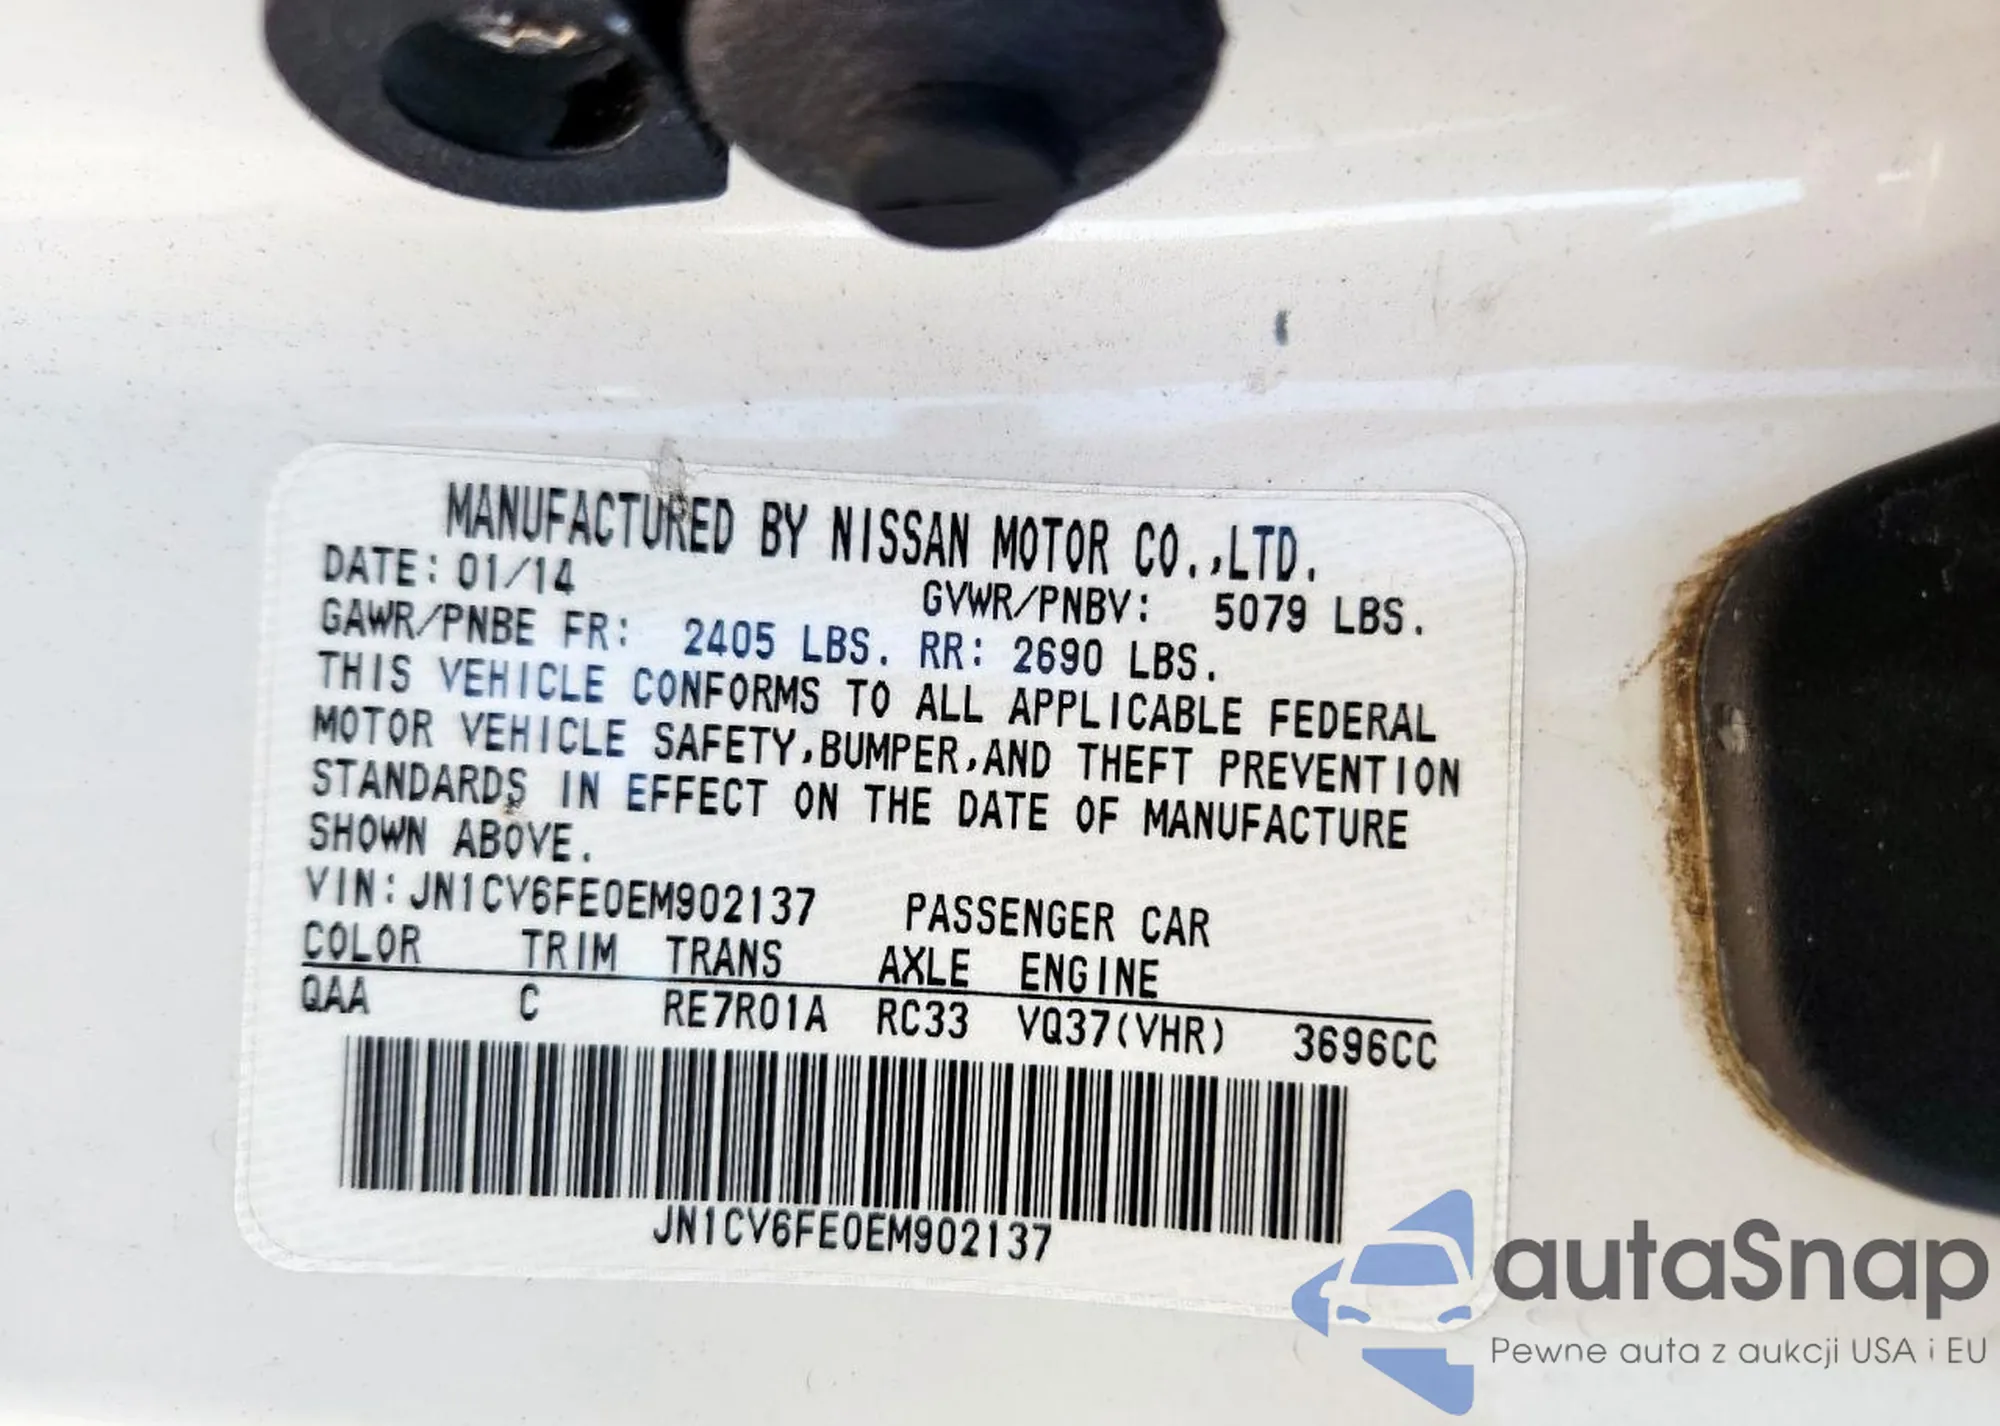 MANUFACTURED BY NISSAN MOTOR CO.,LTD.
DATE: 01/14 GVWR/PNBV: 5079 LBS.
GAWR/PNBE FR: 2405 LBS. RR: 2690 LBS.
THIS VEHICLE CONFORMS TO ALL APPLICABLE FEDERAL
MOTOR VEHICLE SAFETY,BUMPER,AND THEFT PREVENTION
STANDARDS IN EFFECT ON THE DATE OF MANUFACTURE
SHOWN ABOVE.
VIN:JN1CV6FE0EM902137 PASSENGER CAR
COLOR TRIM TRANS AXLE ENGINE
QAA C RE7R01A RC33 VQ37(VHR) 3696CC
JN1CV6FE0EM902137
autaSnap
Pewne auta z aukcji USA i EU